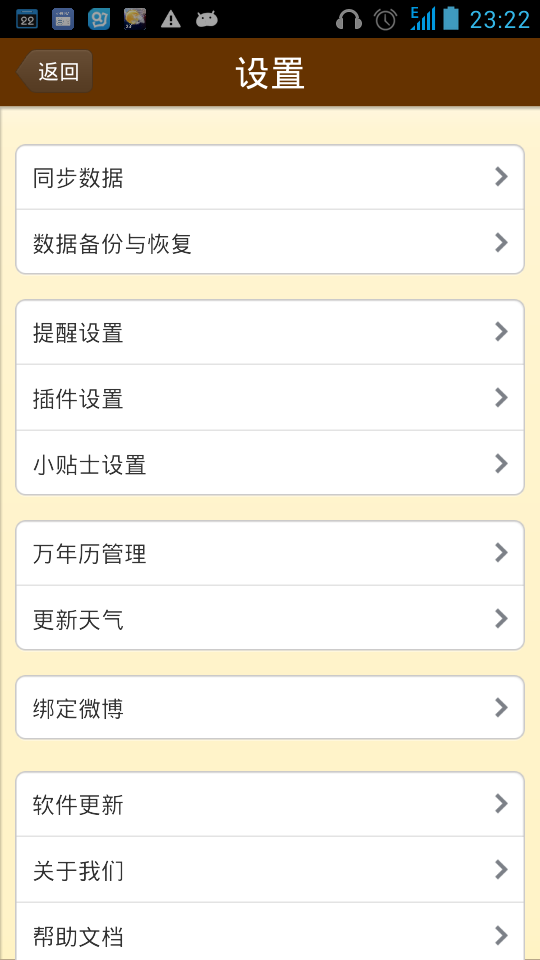 22
E
23:22
返回
设置
同步数据
数据备份与恢复
提醒设置
插件设置
小贴士设置
万年历管理
更新天气
绑定微博
软件更新
关于我们
帮助文档